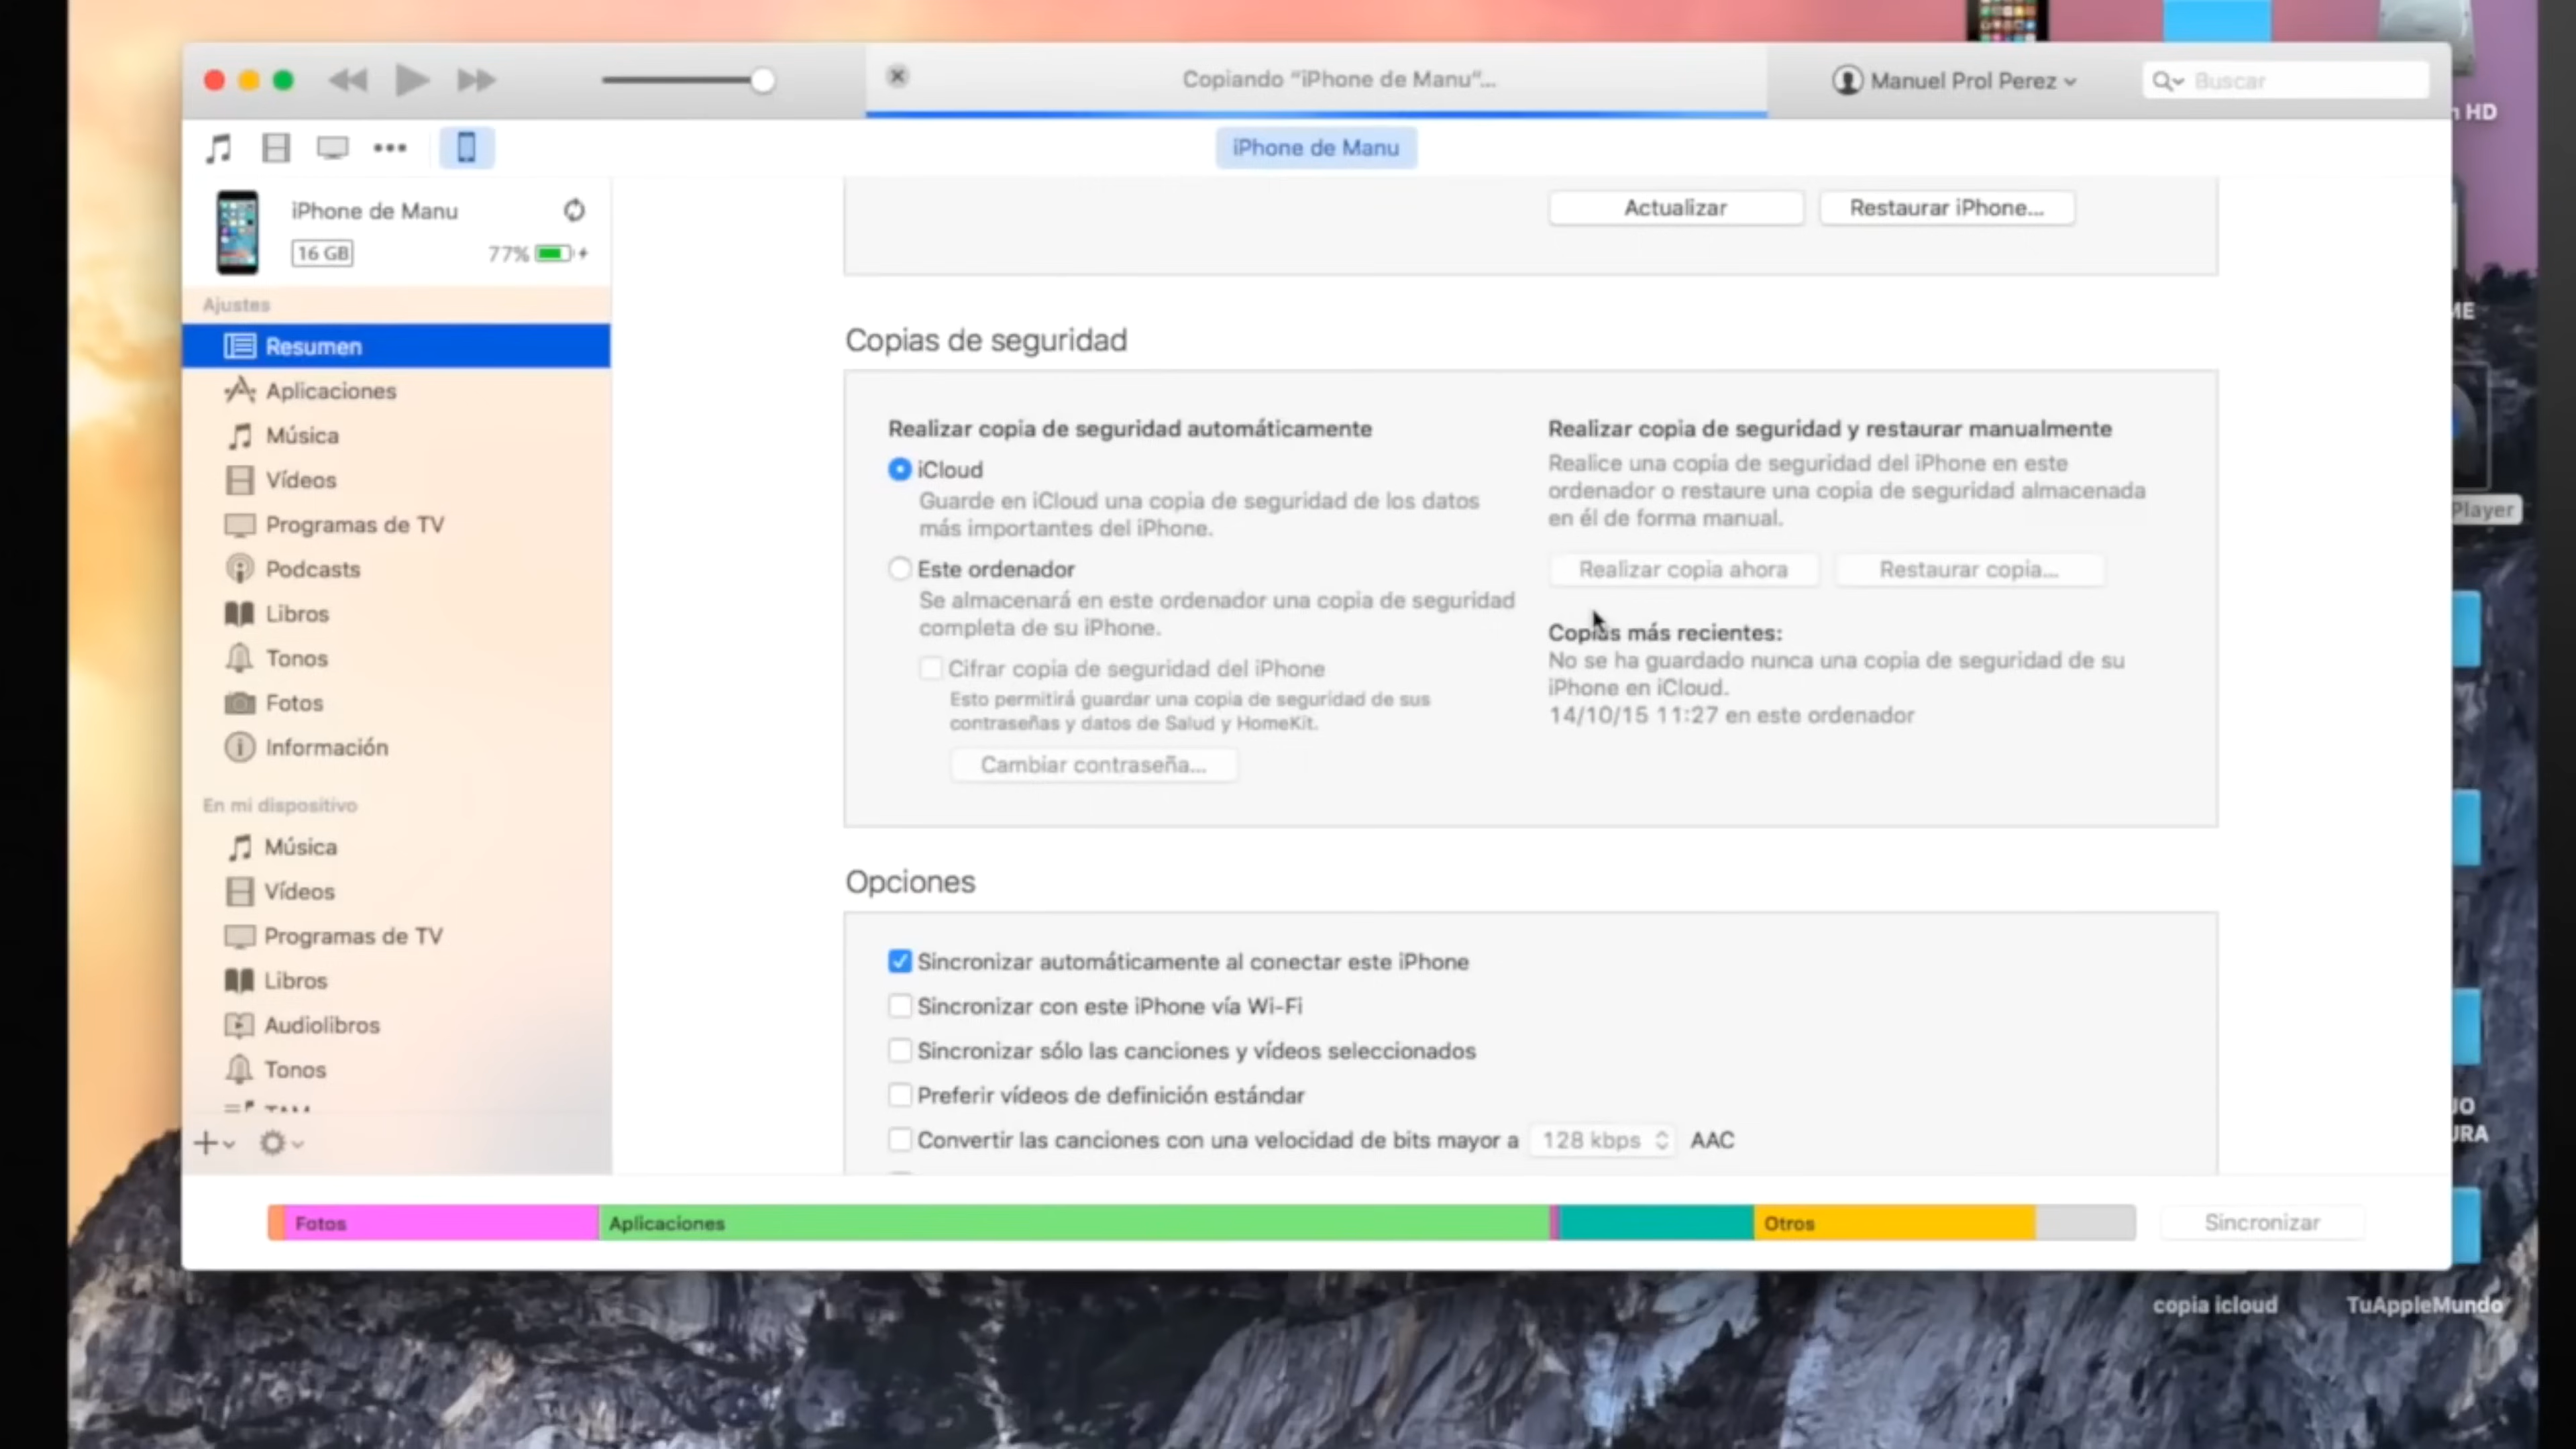 Copiando “iPhone de Manu”...
Manuel Prol Perez
Buscar
HD
iPhone de Manu
iPhone de Manu
16 GB
77%
Actualizar
Restaurar iPhone...
Ajustes
Resumen
Aplicaciones
Música
Vídeos
Programas de TV
Podcasts
Libros
Tonos
Fotos
Información
En mi dispositivo
Música
Vídeos
Programas de TV
Libros
Audiolibros
Tonos
Copias de seguridad
Realizar copia de seguridad automáticamente
iCloud
Guarde en iCloud una copia de seguridad de los datos
más importantes del iPhone.
Este ordenador
Se almacenará en este ordenador una copia de seguridad
completa de su iPhone.
Cifrar copia de seguridad del iPhone
Esto permitirá guardar una copia de seguridad de sus
contraseñas y datos de Salud y HomeKit.
Cambiar contraseña...
Realizar copia de seguridad y restaurar manualmente
Realice una copia de seguridad del iPhone en este
ordenador o restaure una copia de seguridad almacenada
en él de forma manual.
Realizar copia ahora
Restaurar copia...
Copias más recientes:
No se ha guardado nunca una copia de seguridad de su
iPhone en iCloud.
14/10/15 11:27 en este ordenador
Opciones
Sincronizar automáticamente al conectar este iPhone
Sincronizar con este iPhone vía Wi-Fi
Sincronizar sólo las canciones y vídeos seleccionados
Preferir vídeos de definición estándar
Convertir las canciones con una velocidad de bits mayor a 128 kbps AAC
Player
Fotos
Aplicaciones
Otros
Sincronizar
copia icloud
TuAppleMundo